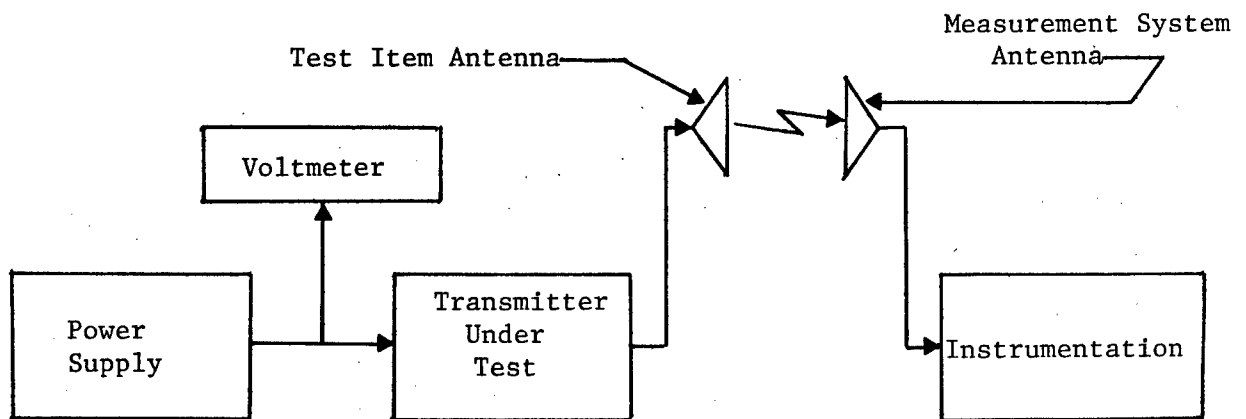 Measurement System
Antenna
Test Item Antenna
Voltmeter
Power
Supply
Transmitter
Under
Test
Instrumentation